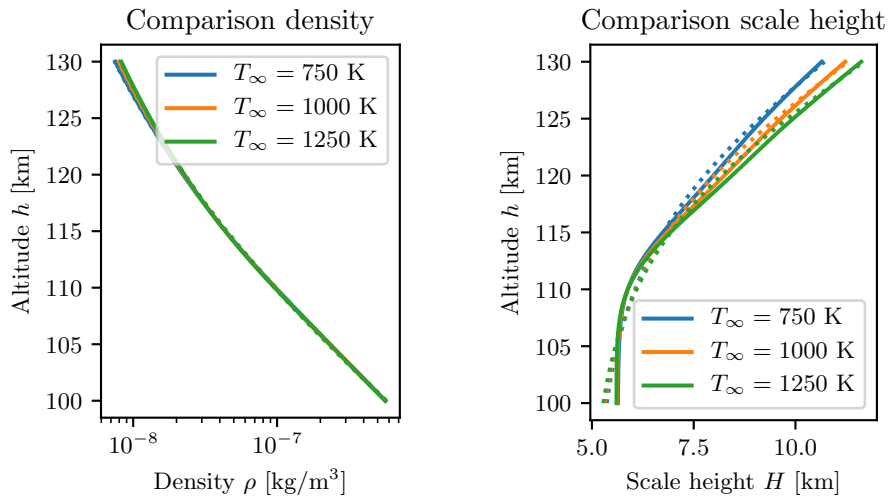 Comparison density
130
125
120
115
110
105
100
Altitude h [km]
T∞ = 750 K
T∞ = 1000 K
T∞ = 1250 K
10⁻⁸
10⁻⁷
Density ρ [kg/m³]
Comparison scale height
130
125
120
115
110
105
100
Altitude h [km]
T∞ = 750 K
T∞ = 1000 K
T∞ = 1250 K
5.0
7.5
10.0
Scale height H [km]